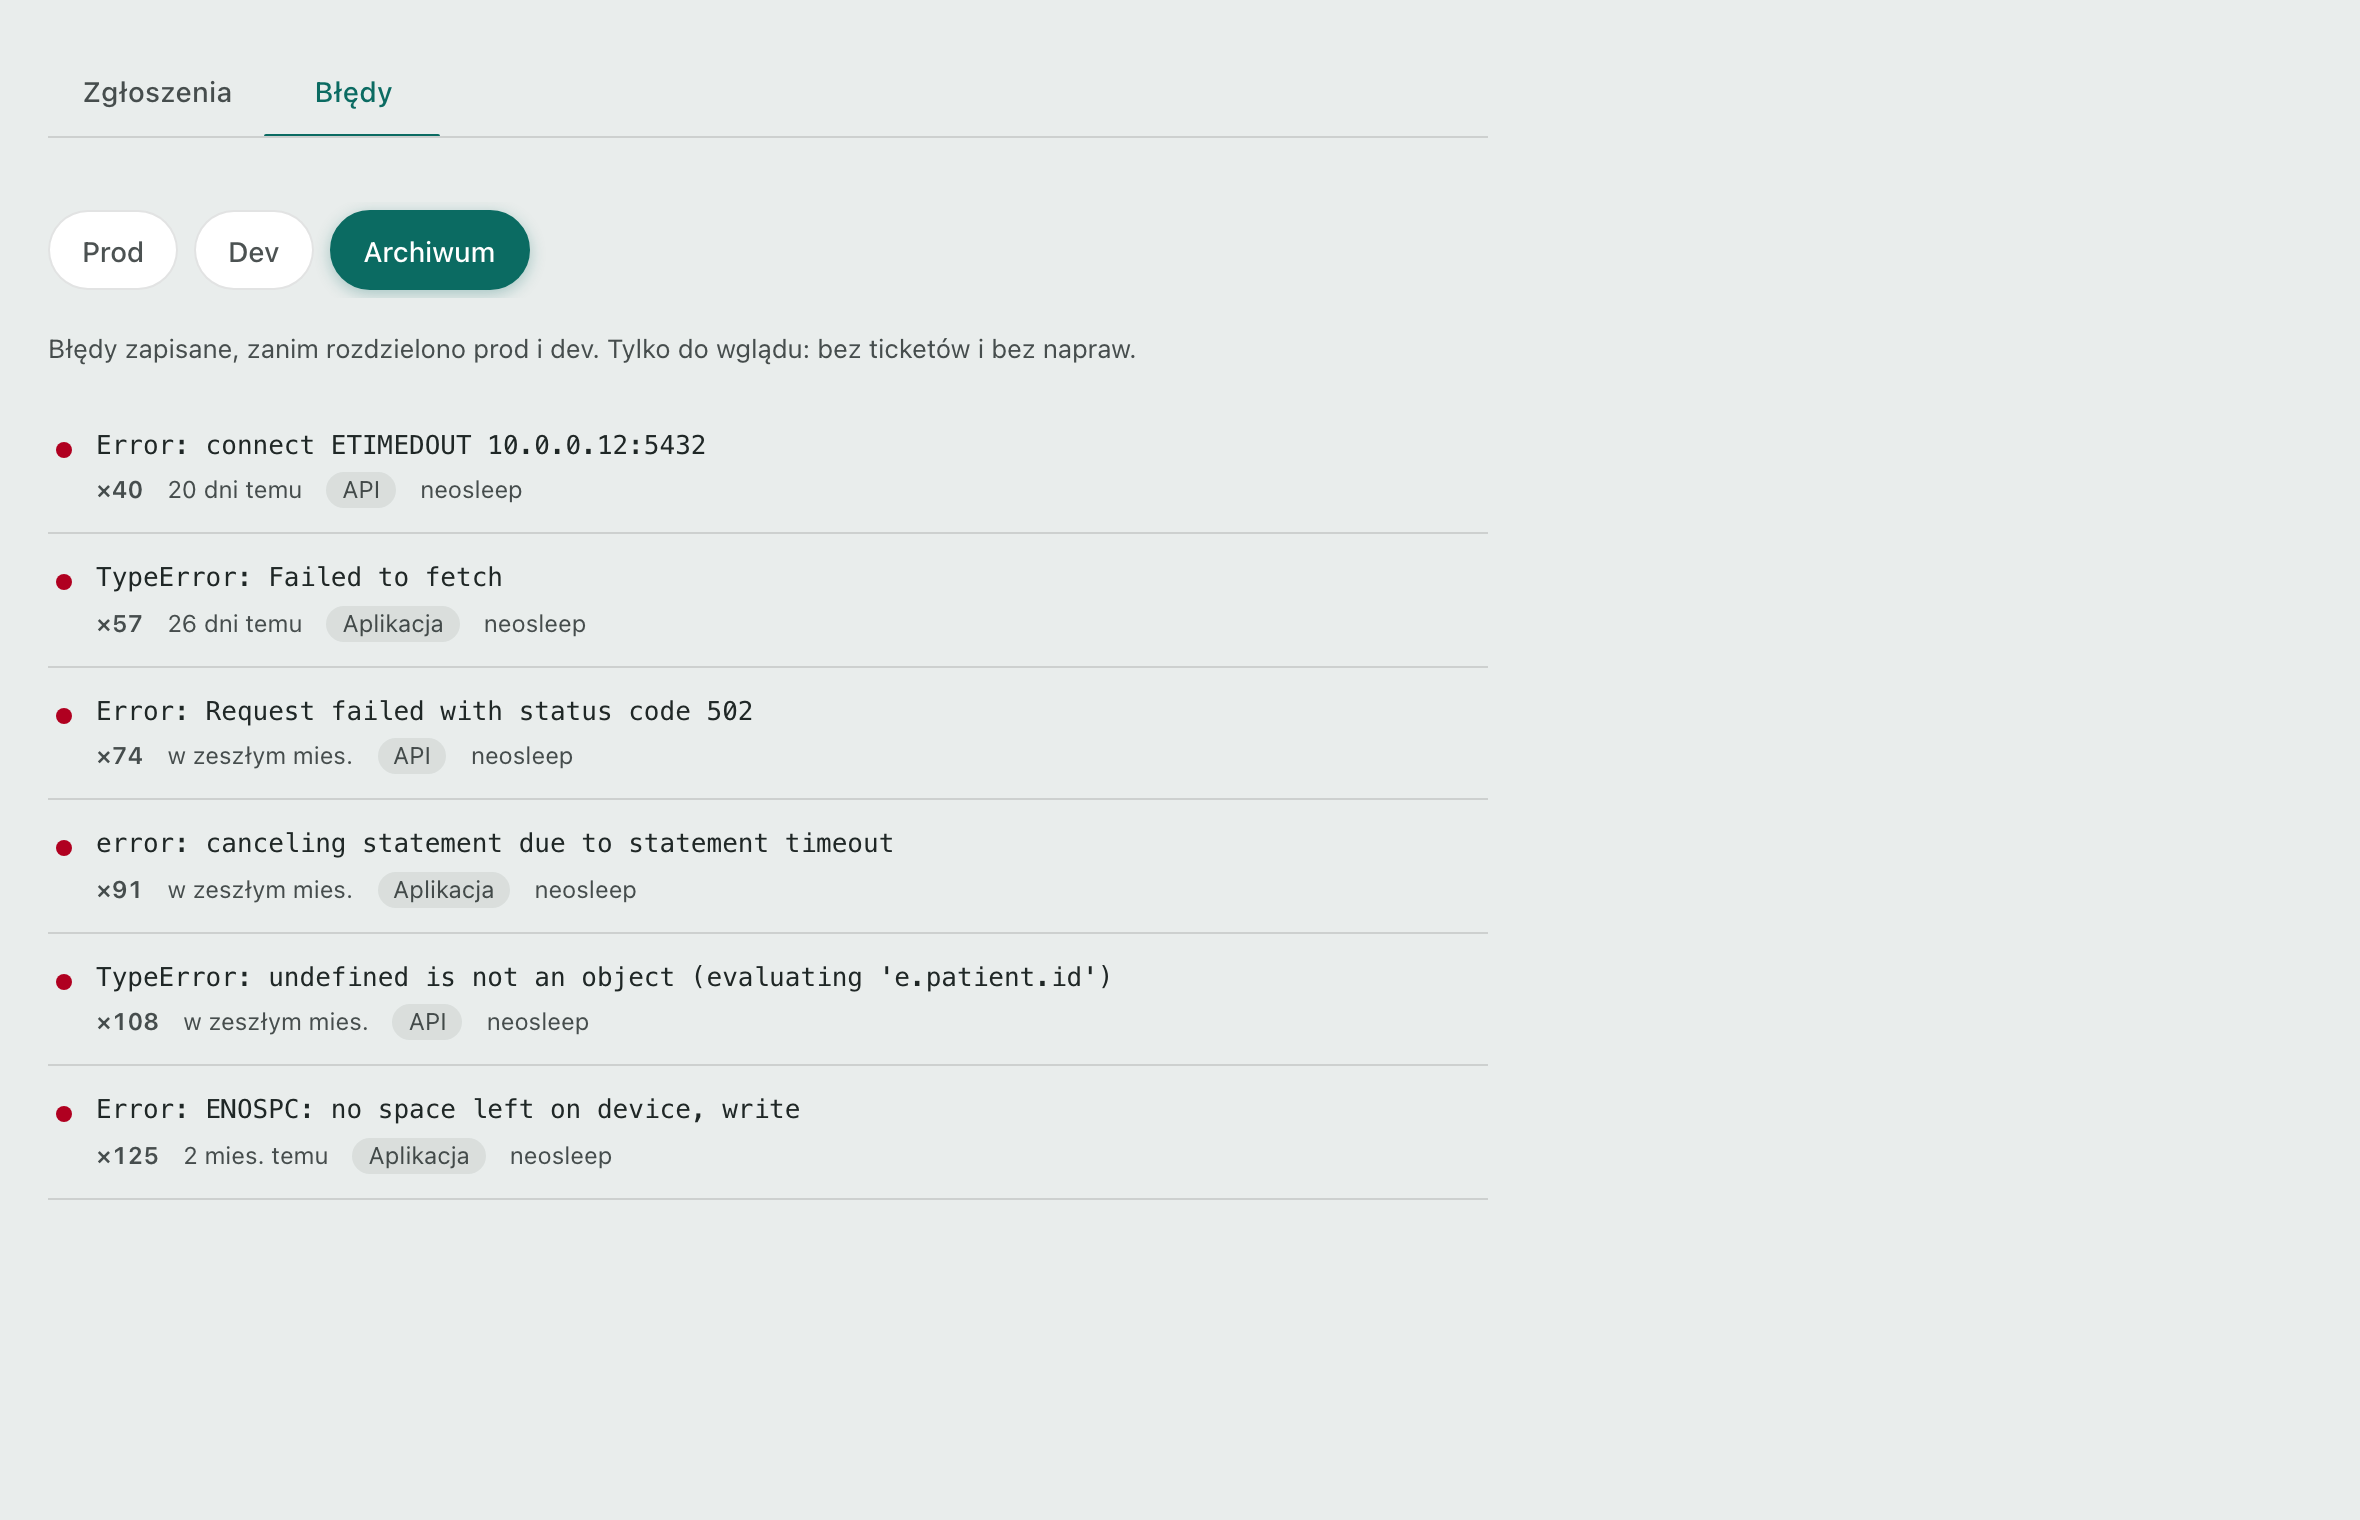 Zgłoszenia Błędy
Prod Dev Archiwum
Błędy zapisane, zanim rozdzielono prod i dev. Tylko do wglądu: bez ticketów i bez napraw.
Error: connect ETIMEDOUT 10.0.0.12:5432
×40 20 dni temu API neosleep
TypeError: Failed to fetch
×57 26 dni temu Aplikacja neosleep
Error: Request failed with status code 502
×74 w zeszłym mies. API neosleep
error: canceling statement due to statement timeout
×91 w zeszłym mies. Aplikacja neosleep
TypeError: undefined is not an object (evaluating 'e.patient.id')
×108 w zeszłym mies. API neosleep
Error: ENOSPC: no space left on device, write
×125 2 mies. temu Aplikacja neosleep